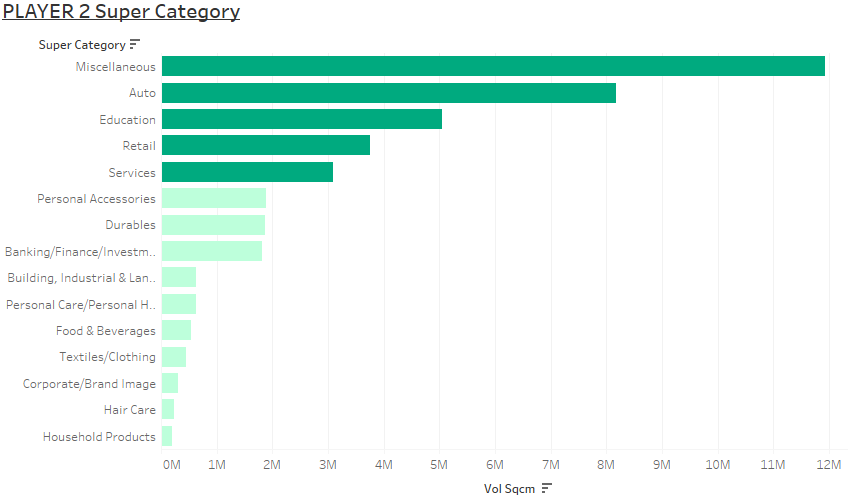 PLAYER 2 Super Category
Super Category
Miscellaneous
Auto
Education
Retail
Services
Personal Accessories
Durables
Banking/Finance/Investm..
Building, Industrial & Lan..
Personal Care/Personal H..
Food & Beverages
Textiles/Clothing
Corporate/Brand Image
Hair Care
Household Products
0M 1M 2M 3M 4M 5M 6M 7M 8M 9M 10M 11M 12M
Vol Sqcm